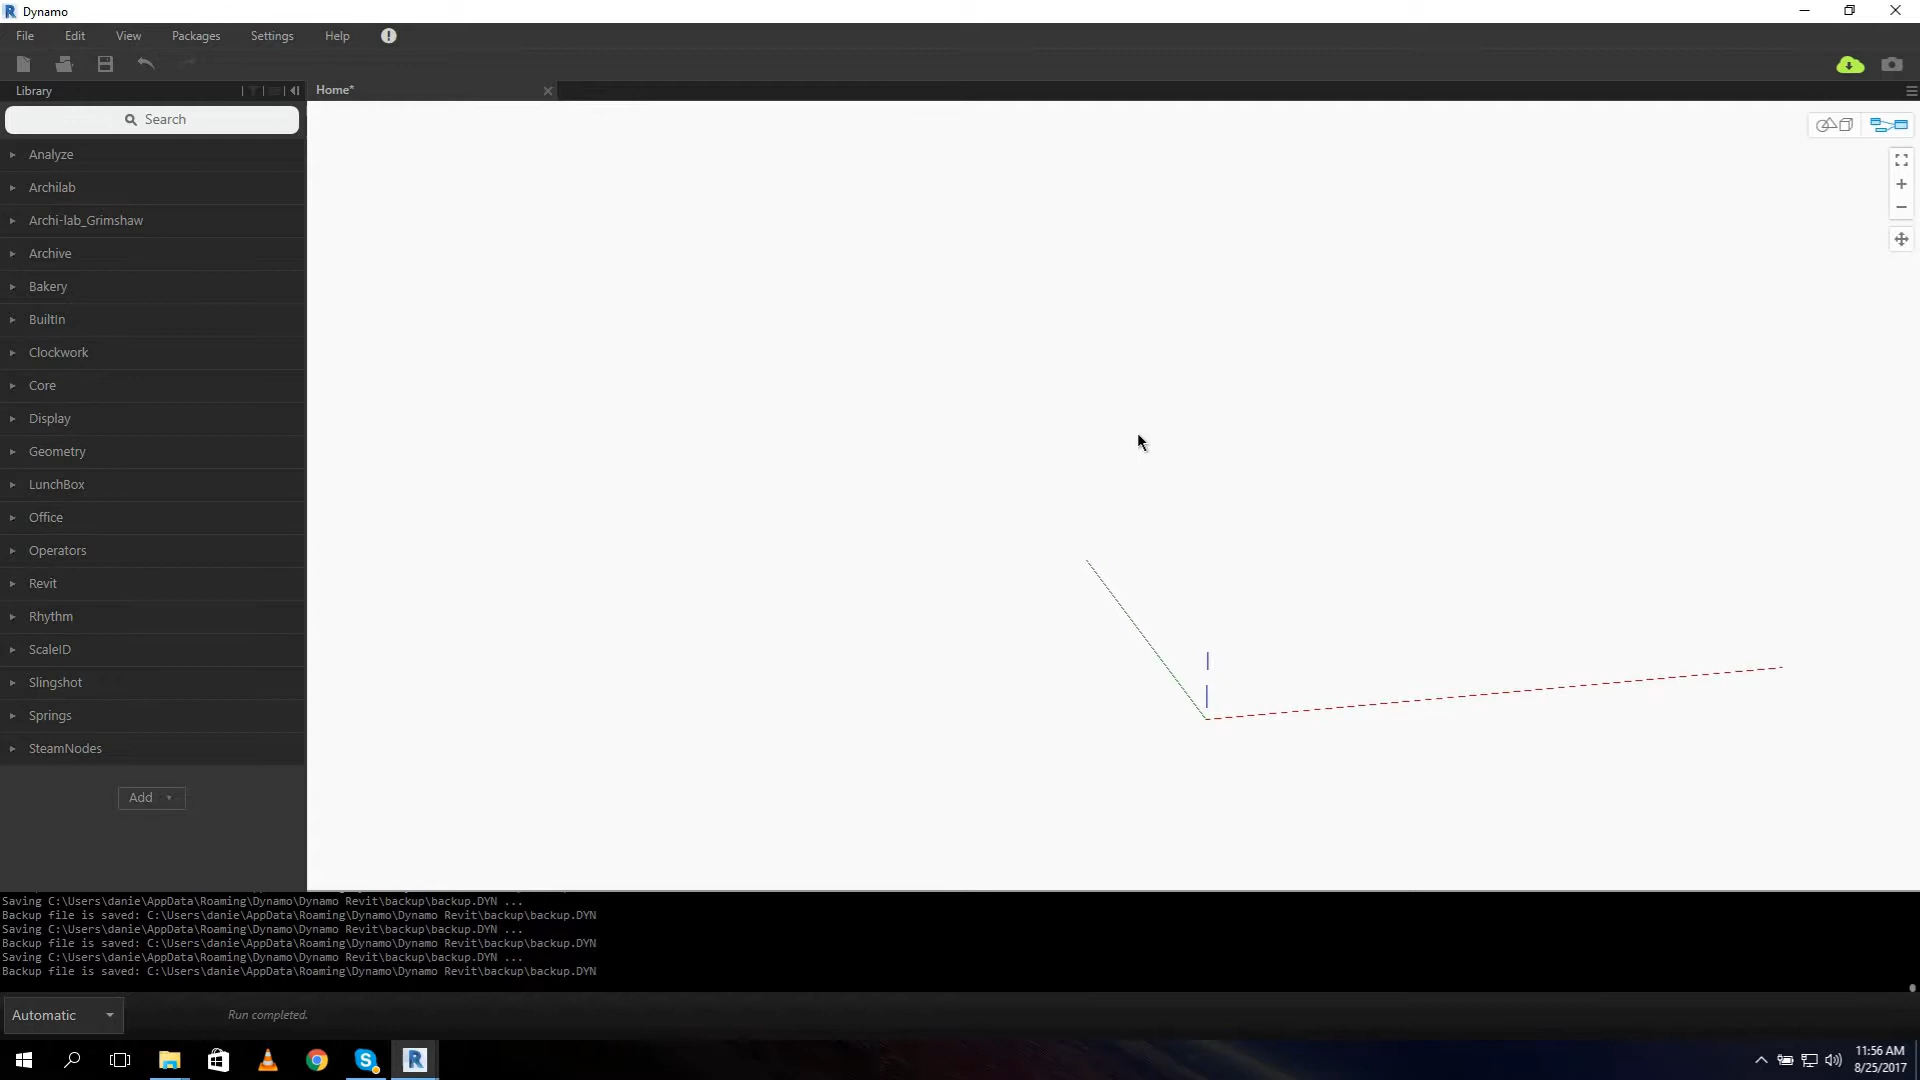 Dynamo
File Edit View Packages Settings Help
Library
Home*
Search
Analyze
Archilab
Archi-lab_Grimshaw
Archive
Bakery
BuiltIn
Clockwork
Core
Display
Geometry
LunchBox
Office
Operators
Revit
Rhythm
ScaleID
Slingshot
Springs
SteamNodes
Add
Saving C:\Users\danie\AppData\Roaming\Dynamo\Dynamo Revit\backup\backup.DYN ...
Backup file is saved: C:\Users\danie\AppData\Roaming\Dynamo\Dynamo Revit\backup\backup.DYN
Saving C:\Users\danie\AppData\Roaming\Dynamo\Dynamo Revit\backup\backup.DYN ...
Backup file is saved: C:\Users\danie\AppData\Roaming\Dynamo\Dynamo Revit\backup\backup.DYN
Saving C:\Users\danie\AppData\Roaming\Dynamo\Dynamo Revit\backup\backup.DYN ...
Backup file is saved: C:\Users\danie\AppData\Roaming\Dynamo\Dynamo Revit\backup\backup.DYN
Automatic
Run completed.
11:56 AM
8/25/2017